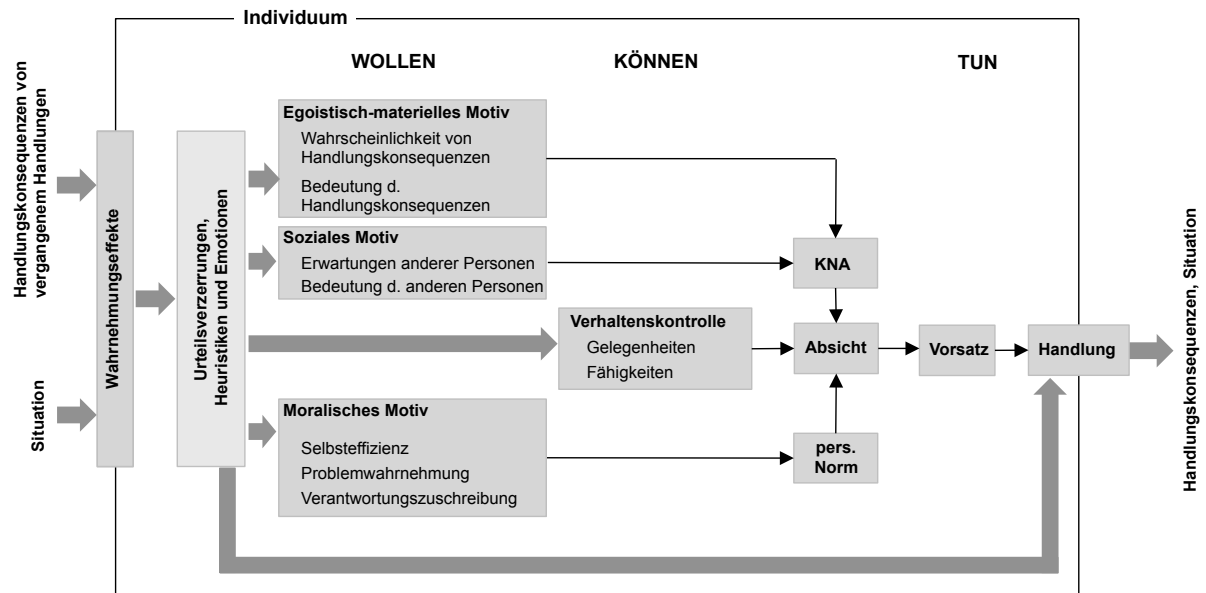 Individuum
WOLLEN
KÖNNEN
TUN
Handlungskonsequenzen von
vergangenem Handlungen
Situation
Wahrnehmungseffekte
Urteilsverzerrungen,
Heuristiken und Emotionen
Egoistisch-materielles Motiv
Wahrscheinlichkeit von
Handlungskonsequenzen
Bedeutung d.
Handlungskonsequenzen
Soziales Motiv
Erwartungen anderer Personen
Bedeutung d. anderen Personen
Verhaltenskontrolle
Gelegenheiten
Fähigkeiten
Moralisches Motiv
Selbsteffizienz
Problemwahrnehmung
Verantwortungszuschreibung
KNA
Absicht
pers.
Norm
Vorsatz
Handlung
Handlungskonsequenzen, Situation